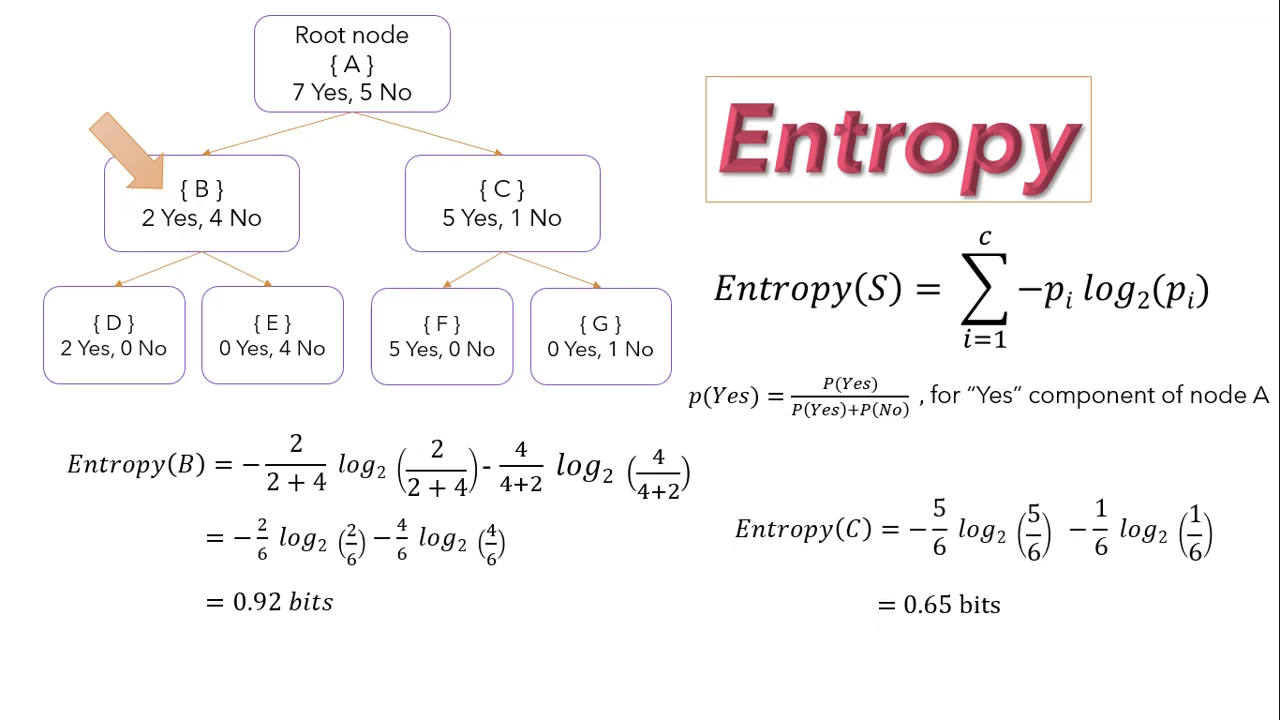 Root node
{ A }
7 Yes, 5 No
{ B }
2 Yes, 4 No
{ C }
5 Yes, 1 No
{ D }
2 Yes, 0 No
{ E }
0 Yes, 4 No
{ F }
5 Yes, 0 No
{ G }
0 Yes, 1 No
Entropy
Entropy(S) = ∑_{i=1}^{c} −p_i log_2(p_i)
p(Yes) = P(Yes) / P(Yes)+P(No) , for “Yes” component of node A
Entropy(B) = − 2/(2 + 4) log_2 (2/(2 + 4)) - 4/(4+2) log_2 (4/(4+2))
= − 2/6 log_2 (2/6) − 4/6 log_2 (4/6)
= 0.92 bits
Entropy(C) = − 5/6 log_2 (5/6) − 1/6 log_2 (1/6)
= 0.65 bits